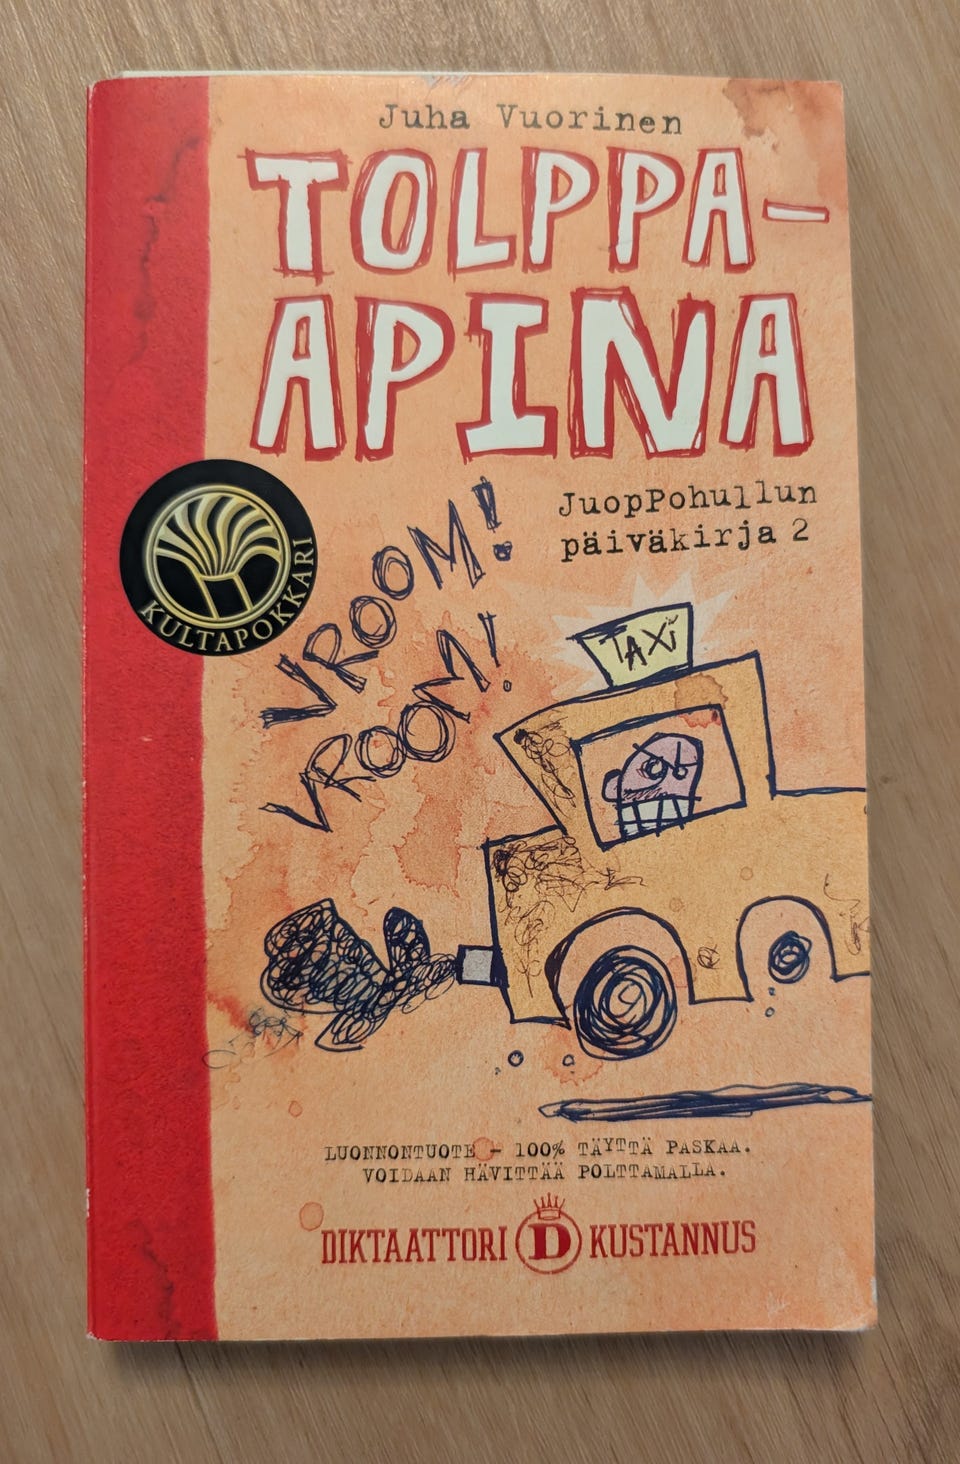 Juha Vuorinen
TOLPPA-
APINA
JuopPohullun
päiväkirja 2
KULTAPOKKARI
VROOM!
VROOM!
TAXi
LUONNONTUOTE - 100% TÄYTTÄ PASKAA.
VOIDAAN HÄVITTÄÄ POLTTAMALLA.
DIKTAATTORI D KUSTANNUS